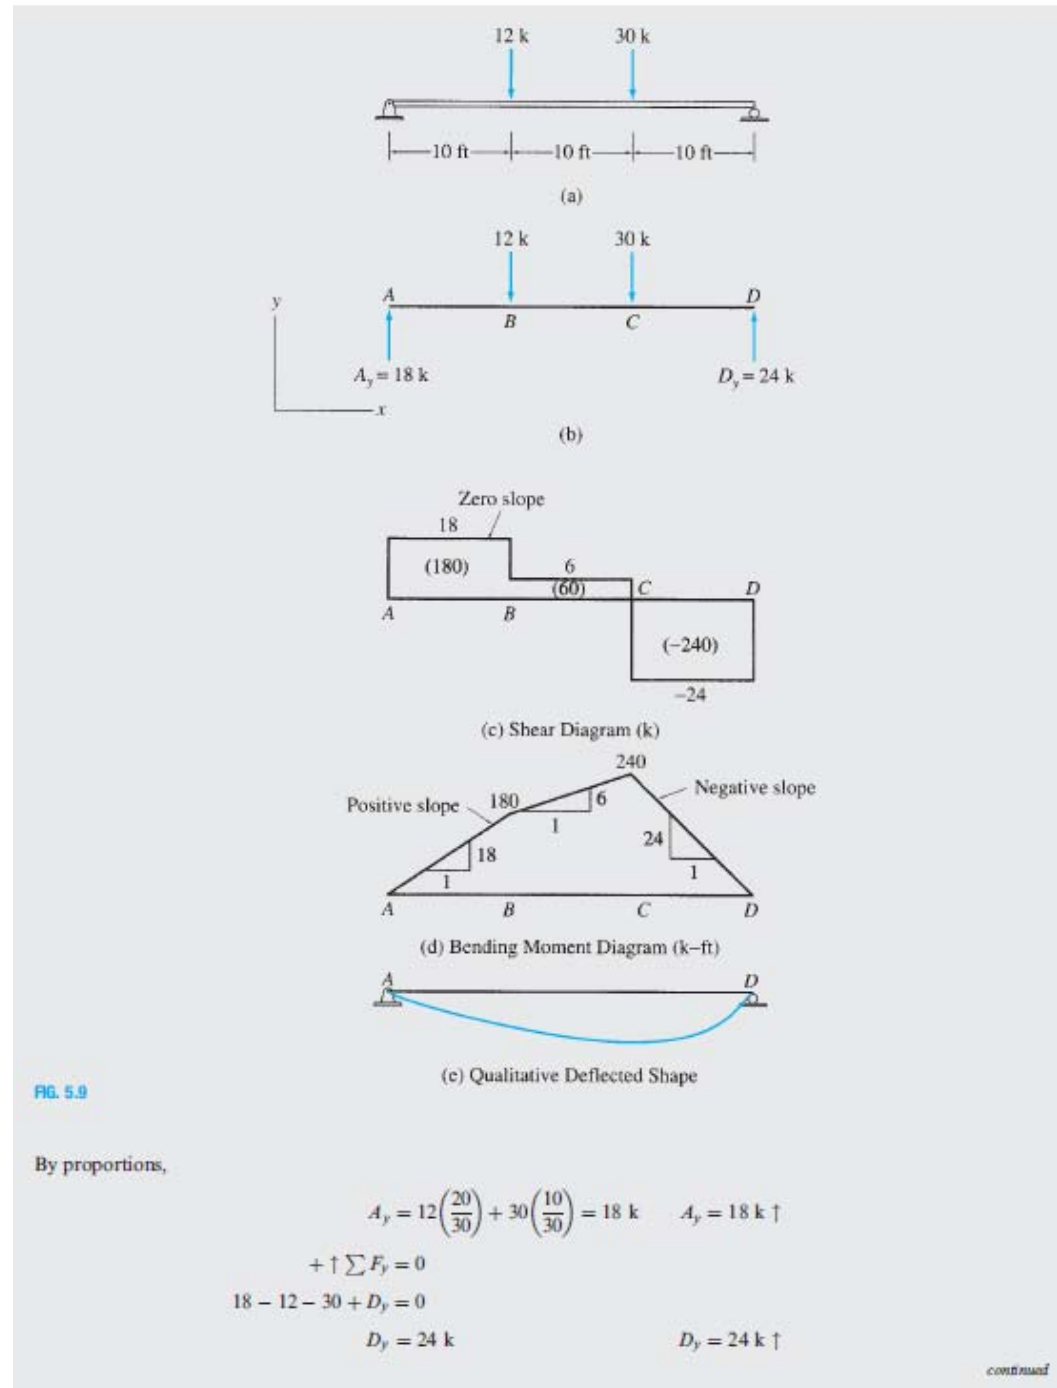 12 k 30 k
10 ft 10 ft 10 ft
(a)
12 k 30 k
y A D
B C
A_y = 18 k D_y = 24 k
x
(b)
Zero slope
18
(180) 6
(60) C D
A B
(−240)
−24
(c) Shear Diagram (k)
240
Positive slope 180 6 Negative slope
1 24
18 1
1
A B C D
(d) Bending Moment Diagram (k–ft)
A D
(e) Qualitative Deflected Shape
FIG. 5.9
By proportions,
A_y = 12(20/30) + 30(10/30) = 18 k A_y = 18 k ↑
+ ↑ ∑ F_y = 0
18 − 12 − 30 + D_y = 0
D_y = 24 k D_y = 24 k ↑
continued